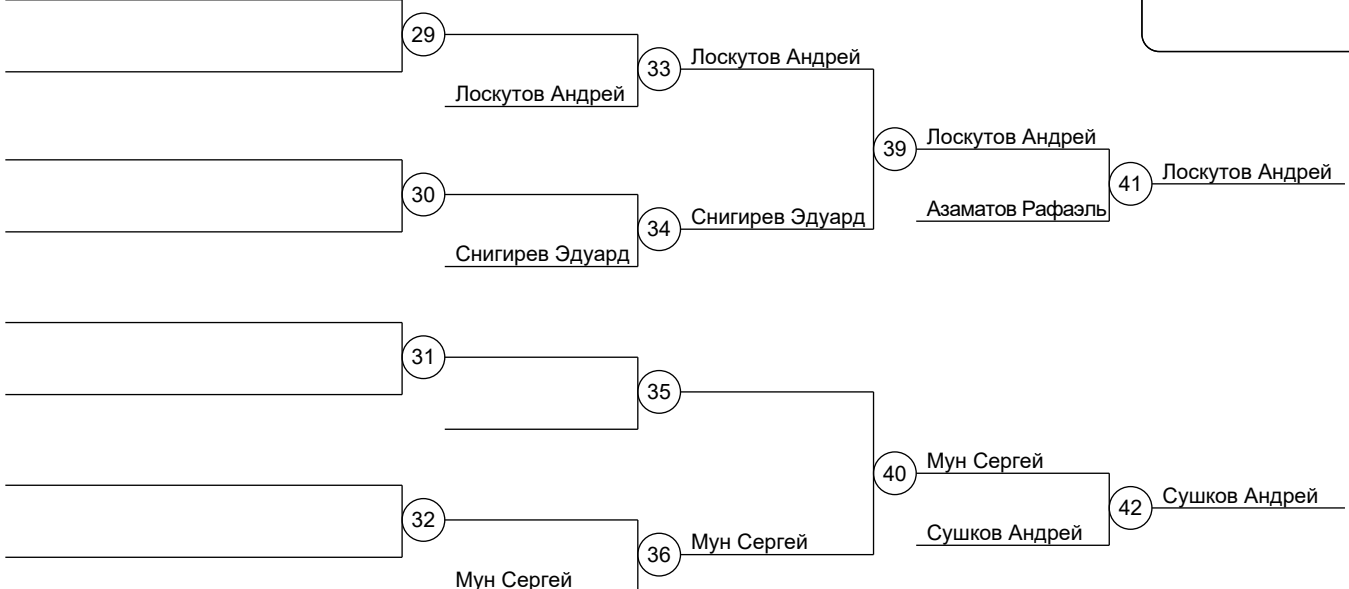 29
33
Лоскутов Андрей
Лоскутов Андрей
39
Лоскутов Андрей
41
Лоскутов Андрей
30
34
Снигирев Эдуард
Азаматов Рафаэль
Снигирев Эдуард
31
35
40
Мун Сергей
42
Сушков Андрей
32
36
Мун Сергей
Сушков Андрей
Мун Сергей